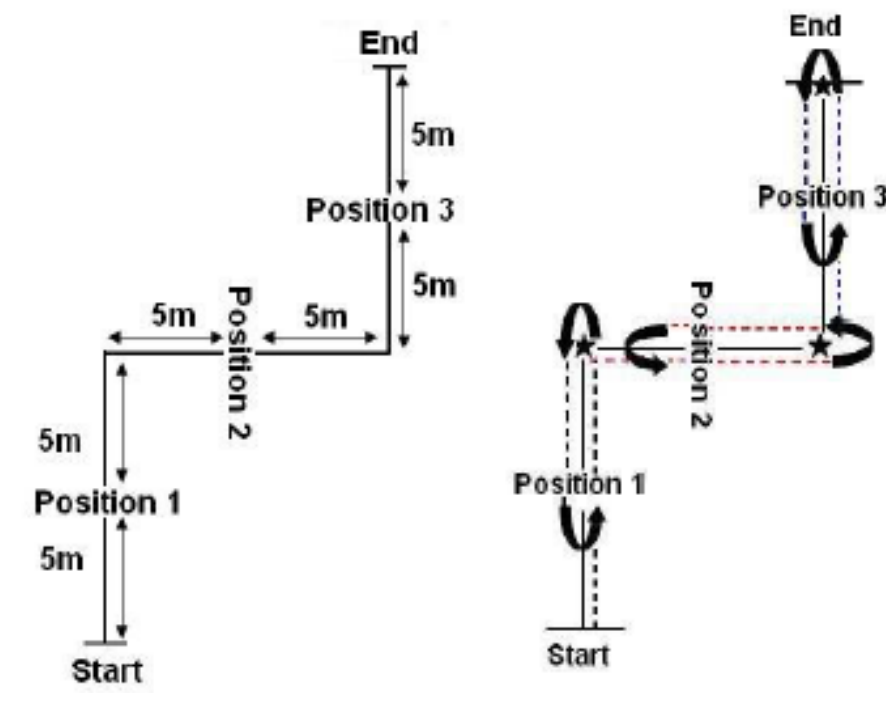 End
5m
Position 3
5m
5m
5m
Position 2
5m
Position 1
5m
Start
End
Position 3
Position 2
Position 1
Start